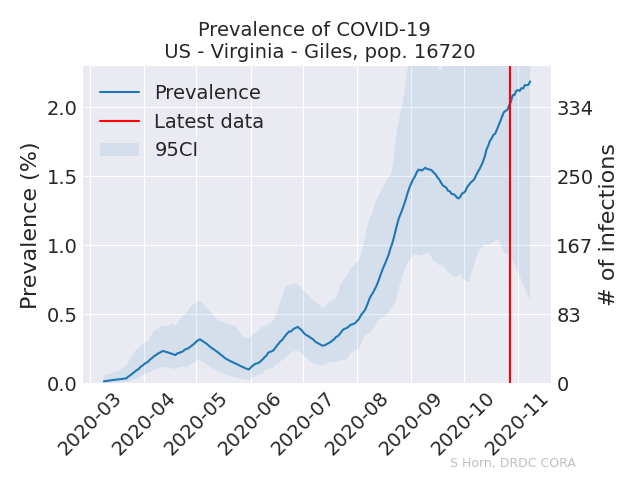 Prevalence of COVID-19
US - Virginia - Giles, pop. 16720
Prevalence
Latest data
95CI
Prevalence (%)
2.0
1.5
1.0
0.5
0.0
334
250
167
83
0
# of infections
2020-03
2020-04
2020-05
2020-06
2020-07
2020-08
2020-09
2020-10
2020-11
S Horn, DRDC CORA